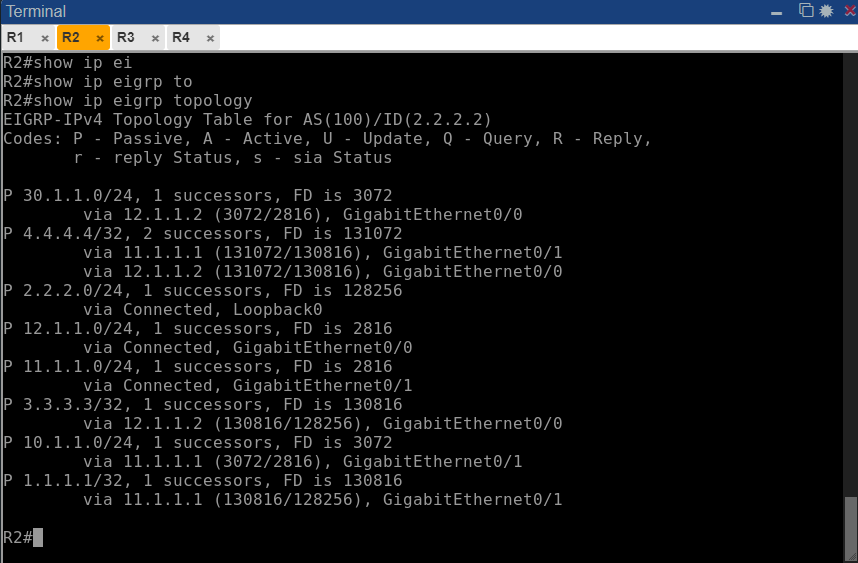 Terminal
R1 × R2 × R3 × R4 ×
R2#show ip ei
R2#show ip eigrp to
R2#show ip eigrp topology
EIGRP-IPv4 Topology Table for AS(100)/ID(2.2.2.2)
Codes: P - Passive, A - Active, U - Update, Q - Query, R - Reply,
       r - reply Status, s - sia Status

P 30.1.1.0/24, 1 successors, FD is 3072
        via 12.1.1.2 (3072/2816), GigabitEthernet0/0
P 4.4.4.4/32, 2 successors, FD is 131072
        via 11.1.1.1 (131072/130816), GigabitEthernet0/1
        via 12.1.1.2 (131072/130816), GigabitEthernet0/0
P 2.2.2.0/24, 1 successors, FD is 128256
        via Connected, Loopback0
P 12.1.1.0/24, 1 successors, FD is 2816
        via Connected, GigabitEthernet0/0
P 11.1.1.0/24, 1 successors, FD is 2816
        via Connected, GigabitEthernet0/1
P 3.3.3.3/32, 1 successors, FD is 130816
        via 12.1.1.2 (130816/128256), GigabitEthernet0/0
P 10.1.1.0/24, 1 successors, FD is 3072
        via 11.1.1.1 (3072/2816), GigabitEthernet0/1
P 1.1.1.1/32, 1 successors, FD is 130816
        via 11.1.1.1 (130816/128256), GigabitEthernet0/1

R2#